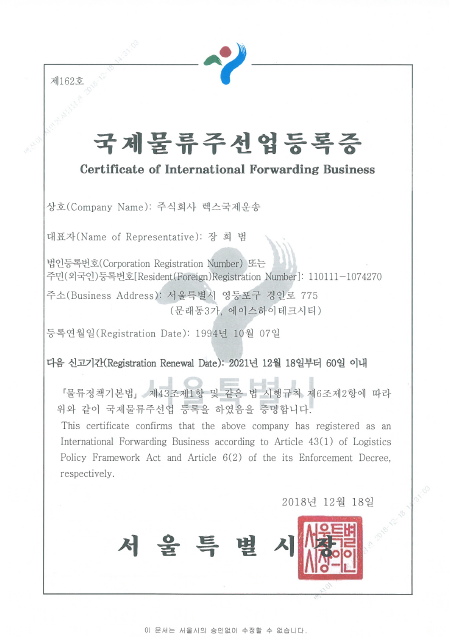 제162호
국제물류주선업등록증
Certificate of International Forwarding Business
상호(Company Name): 주식회사 렉스국제운송
대표자(Name of Representative): 장 희 범
법인등록번호(Corporation Registration Number) 또는
주민(외국인)등록번호[Resident(Foreign)Registration Number]: 110111-1074270
주소(Business Address): 서울특별시 영등포구 경인로 775
(문래동3가, 에이스하이테크시티)
등록연월일(Registration Date): 1994년 10월 07일
다음 신고기간(Registration Renewal Date): 2021년 12월 18일부터 60일 이내
서울특별시
『물류정책기본법』 제43조제1항 및 같은 법 시행규칙 제6조제2항에 따라
위와 같이 국제물류주선업 등록을 하였음을 증명합니다.
This certificate confirms that the above company has registered as an
International Forwarding Business according to Article 43(1) of Logistics
Policy Framework Act and Article 6(2) of the its Enforcement Decree,
respectively.
2018년 12월 18일
서울특별시장
서울특별
시장의인
이 문서는 서울시의 승인없이 수정할 수 없습니다.